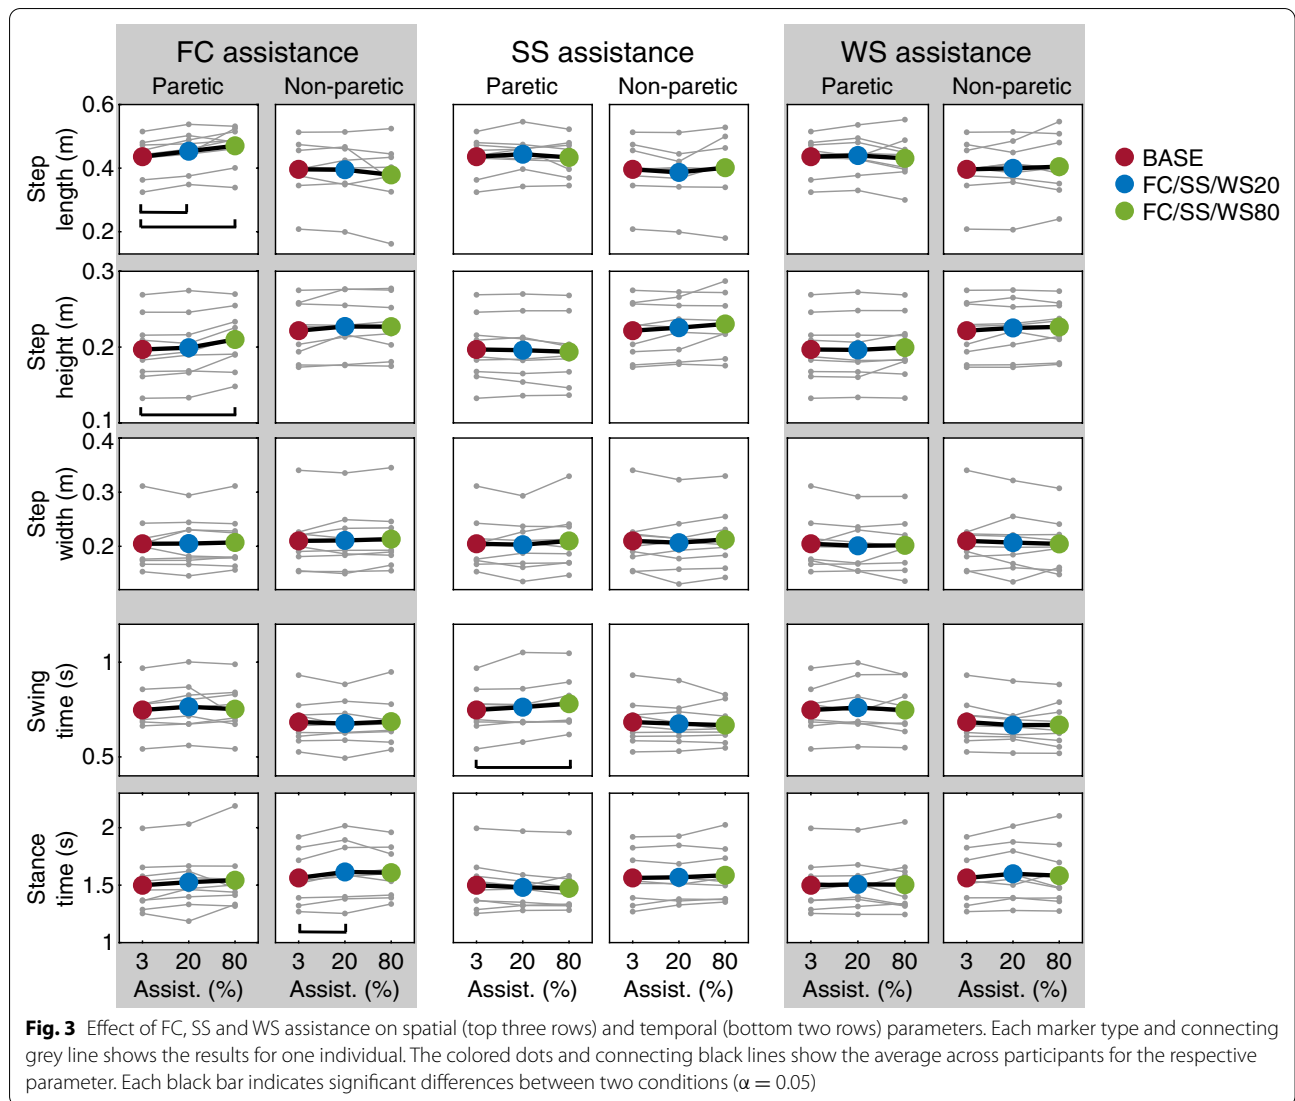 FC assistance
SS assistance
WS assistance
Paretic
Non-paretic
Paretic
Non-paretic
Paretic
Non-paretic
Step
length (m)
0.6
0.4
0.2
BASE
FC/SS/WS20
FC/SS/WS80
Step
height (m)
0.3
0.2
0.1
Step
width (m)
0.4
0.3
0.2
Swing
time (s)
1
0.5
Stance
time (s)
2
1.5
1
3 20 80
3 20 80
3 20 80
3 20 80
3 20 80
3 20 80
Assist. (%)
Assist. (%)
Assist. (%)
Assist. (%)
Assist. (%)
Assist. (%)
Fig. 3 Effect of FC, SS and WS assistance on spatial (top three rows) and temporal (bottom two rows) parameters. Each marker type and connecting
grey line shows the results for one individual. The colored dots and connecting black lines show the average across participants for the respective
parameter. Each black bar indicates significant differences between two conditions (α = 0.05)